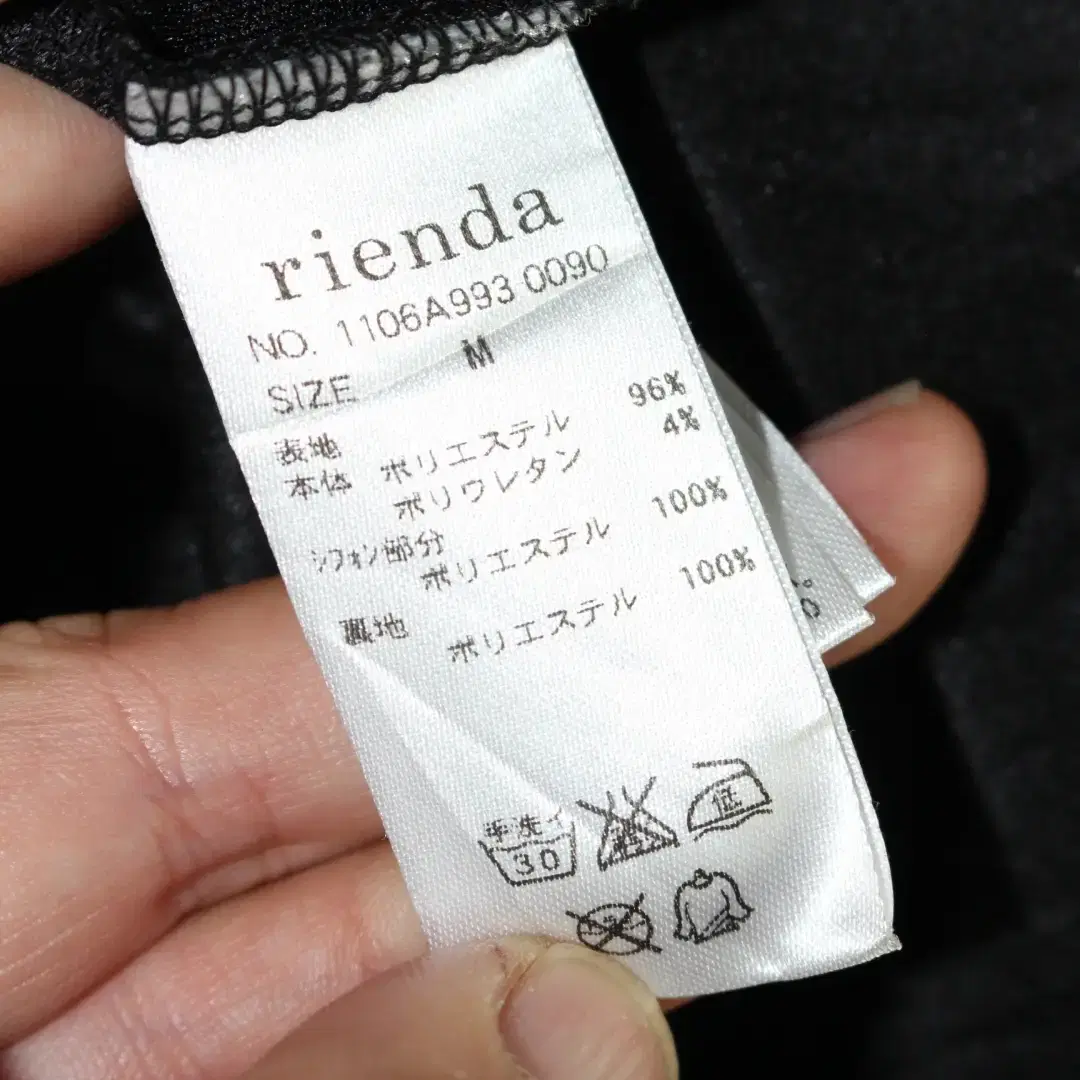 rienda
NO. 1106A993 0090
SIZE M
表地
本体 ポリエステル 96%
ポリウレタン 4%
シフォン部分
ポリエステル 100%
裏地
ポリエステル 100%
手洗イ
30
低